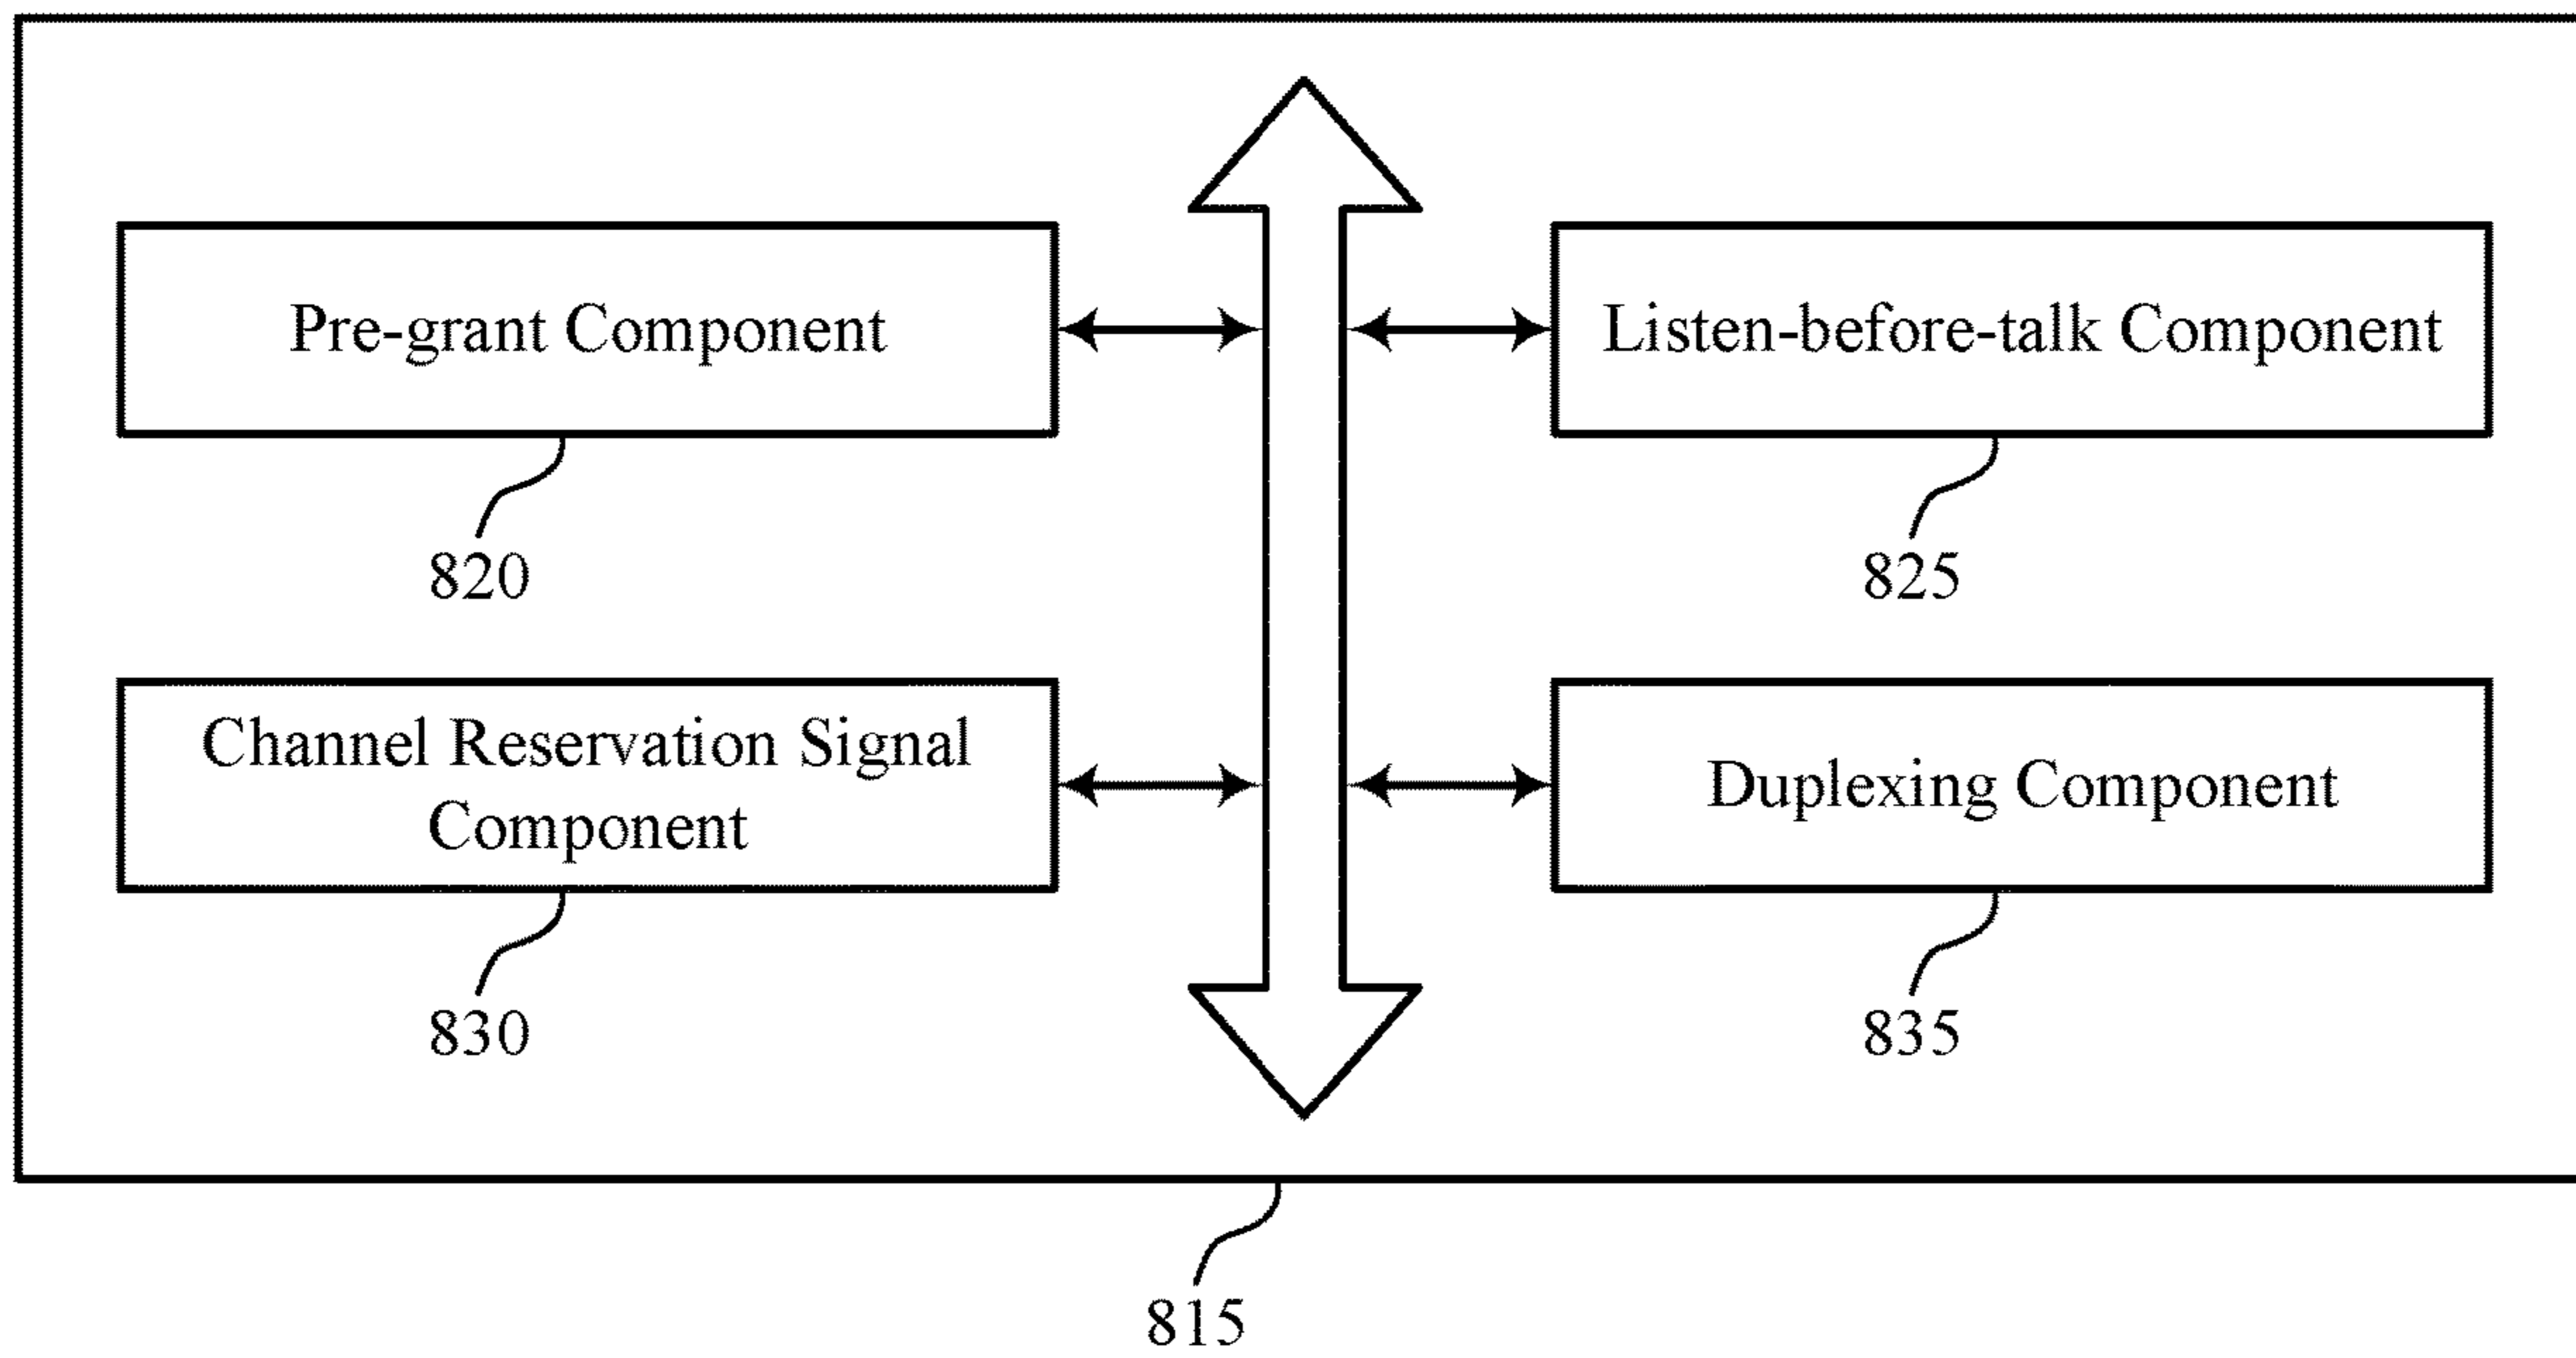 Pre-grant Component
Listen-before-talk Component
820
825
Channel Reservation Signal
Component
Duplexing Component
830
835
815